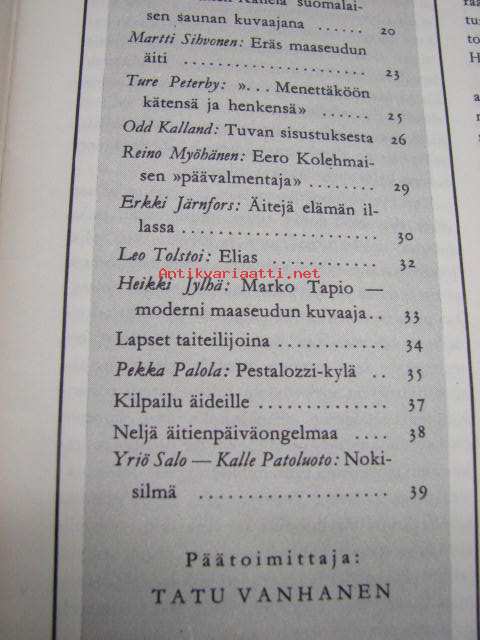 Kallela suomalai-
sen saunan kuvaajana ...... 20
Martti Sihvonen: Eräs maaseudun
äiti .................... 23
Ture Peterby: »... Menettäköön
kätensä ja henkensä» ...... 25
Odd Kalland: Tuvan sisustuksesta 26
Reino Myöhänen: Eero Kolehmai-
sen »päävalmentaja» ........ 29
Erkki Järnfors: Äitejä elämän il-
lassa .................... 30
Leo Tolstoi: Elias ............ 32
Antikvariaatti.net
Heikki Jylhä: Marko Tapio —
moderni maaseudun kuvaaja.. 33
Lapset taiteilijoina ............ 34
Pekka Palola: Pestalozzi-kylä .. 35
Kilpailu äideille .............. 37
Neljä äitienpäiväongelmaa .... 38
Yriö Salo — Kalle Patoluoto: Noki-
silmä .................... 39
Päätoimittaja:
TATU VANHANEN